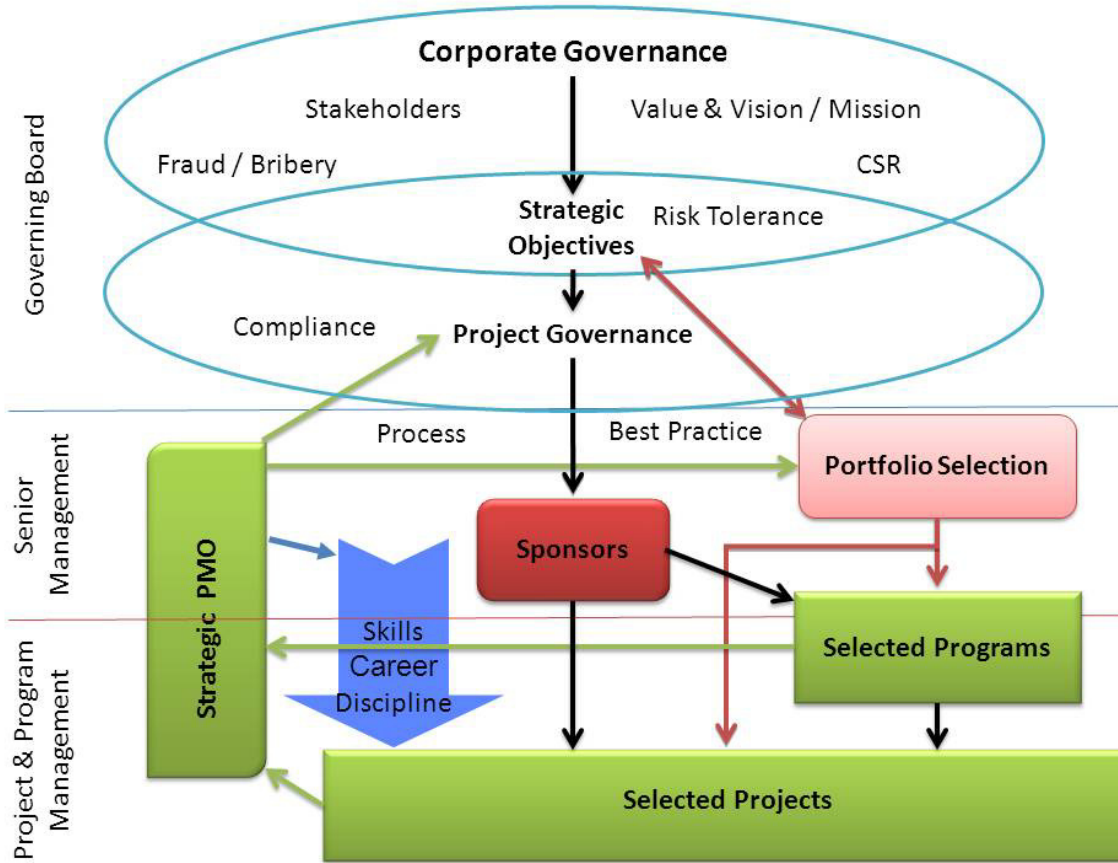 Corporate Governance
Stakeholders
Value & Vision / Mission
Fraud / Bribery
CSR
Strategic
Objectives
Risk Tolerance
Compliance
Project Governance
Governing Board
Process
Best Practice
Portfolio Selection
Sponsors
Senior
Management
Strategic PMO
Skills
Career
Discipline
Selected Programs
Selected Projects
Project & Program
Management